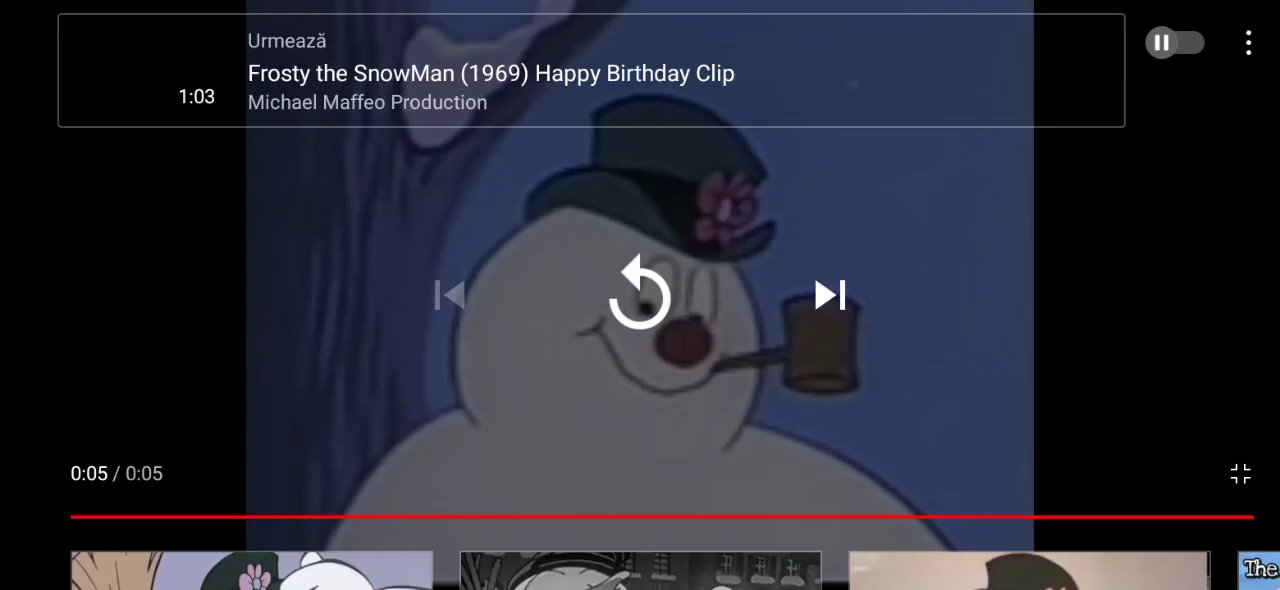 Urmează
Frosty the SnowMan (1969) Happy Birthday Clip
1:03
Michael Maffeo Production
0:05 / 0:05
The